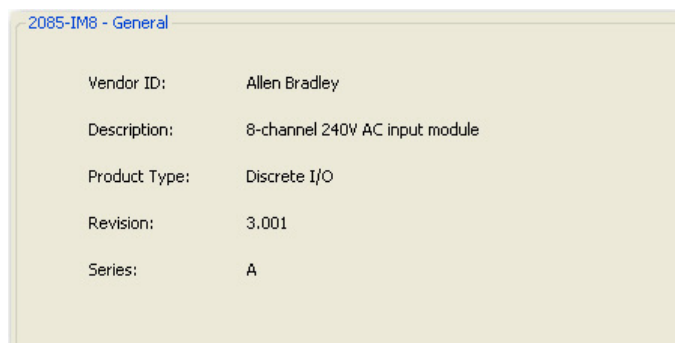 2085-IM8 - General
Vendor ID: Allen Bradley
Description: 8-channel 240V AC input module
Product Type: Discrete I/O
Revision: 3.001
Series: A